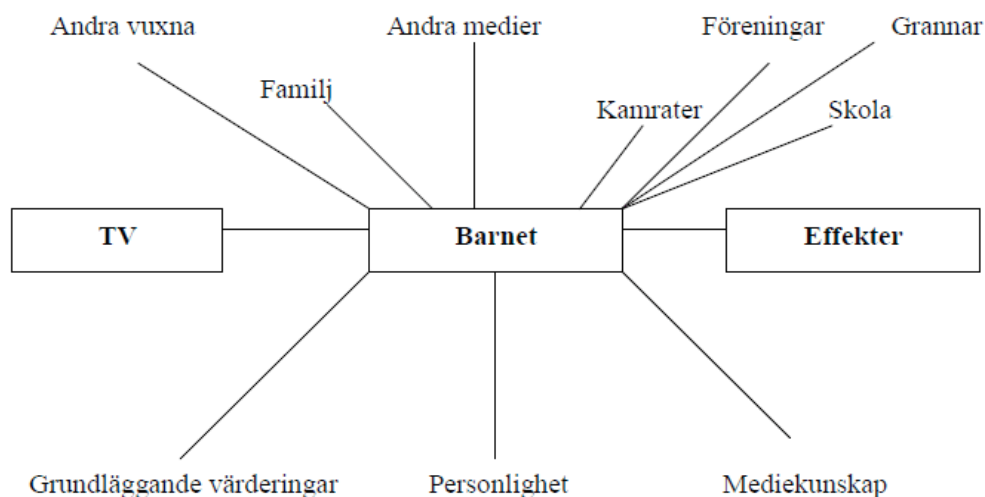 Andra vuxna
Andra medier
Föreningar
Grannar
Familj
Kamrater
Skola
TV
Barnet
Effekter
Grundläggande värderingar
Personlighet
Mediekunskap